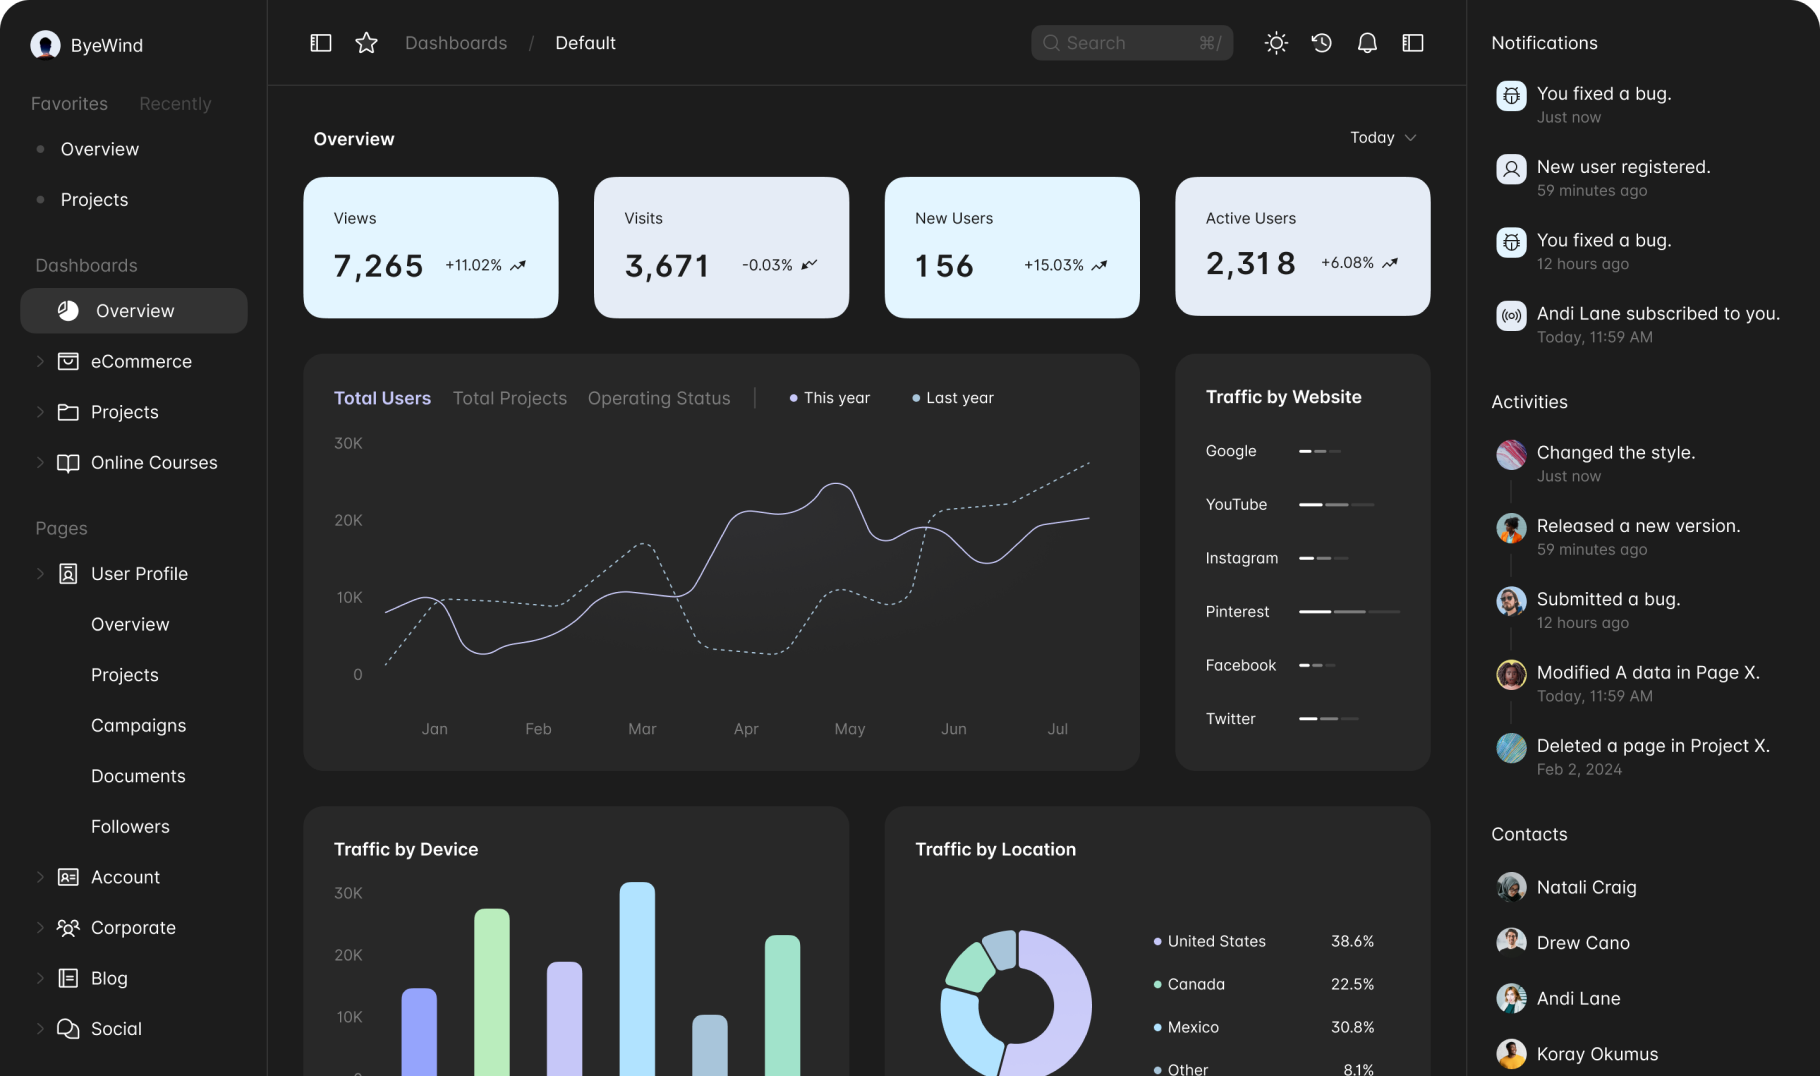 ByeWind
Favorites Recently
Overview
Projects
Dashboards
Overview
eCommerce
Projects
Online Courses
Pages
User Profile
Overview
Projects
Campaigns
Documents
Followers
Account
Corporate
Blog
Social
Dashboards / Default
Search ⌘/
Overview
Today
Views
7,265 +11.02%
Visits
3,671 -0.03%
New Users
156 +15.03%
Active Users
2,318 +6.08%
Total Users Total Projects Operating Status This year Last year
30K
20K
10K
0
Jan Feb Mar Apr May Jun Jul
Traffic by Website
Google
YouTube
Instagram
Pinterest
Facebook
Twitter
Traffic by Device
30K
20K
10K
Traffic by Location
United States 38.6%
Canada 22.5%
Mexico 30.8%
Other 8.1%
Notifications
You fixed a bug.
Just now
New user registered.
59 minutes ago
You fixed a bug.
12 hours ago
Andi Lane subscribed to you.
Today, 11:59 AM
Activities
Changed the style.
Just now
Released a new version.
59 minutes ago
Submitted a bug.
12 hours ago
Modified A data in Page X.
Today, 11:59 AM
Deleted a page in Project X.
Feb 2, 2024
Contacts
Natali Craig
Drew Cano
Andi Lane
Koray Okumus